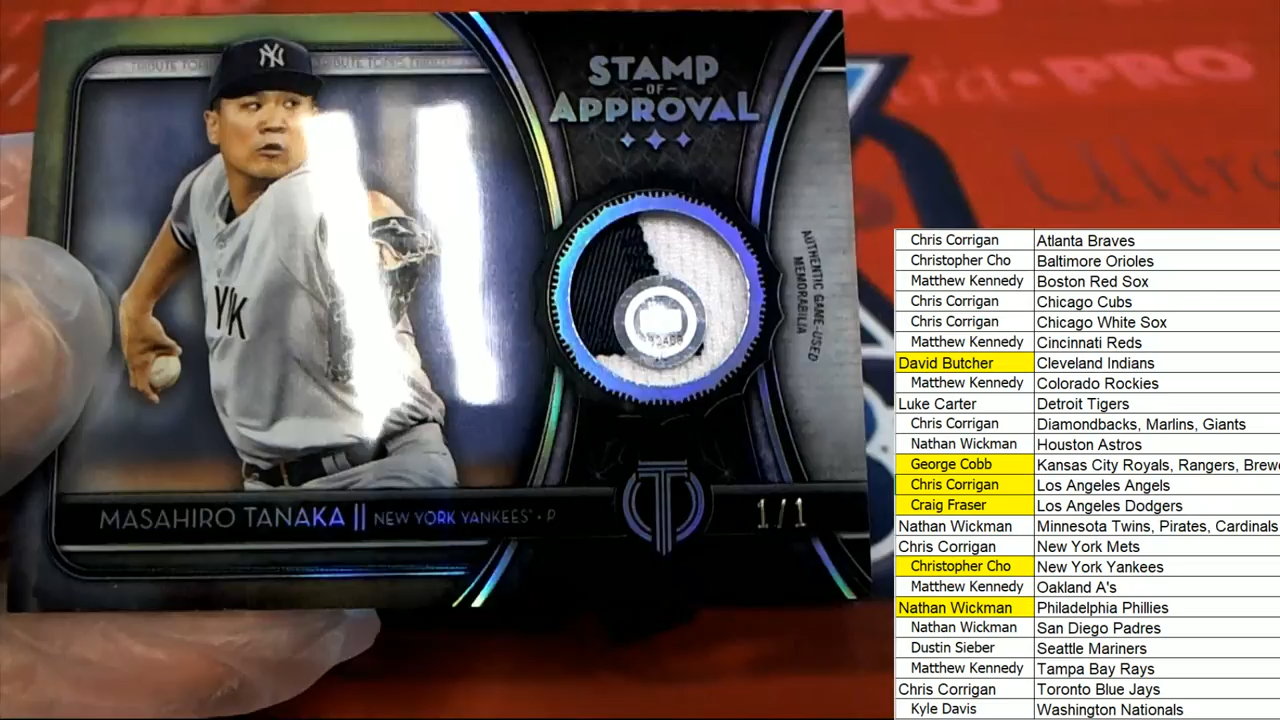 NY
STAMP
OF
APPROVAL
AUTHENTIC GAME-USED
MEMORABILIA
YK
MASAHIRO TANAKA || NEW YORK YANKEES • P
T
1/1
PRO
Ultra
Chris Corrigan Atlanta Braves
Christopher Cho Baltimore Orioles
Matthew Kennedy Boston Red Sox
Chris Corrigan Chicago Cubs
Chris Corrigan Chicago White Sox
Matthew Kennedy Cincinnati Reds
David Butcher Cleveland Indians
Matthew Kennedy Colorado Rockies
Luke Carter Detroit Tigers
Chris Corrigan Diamondbacks, Marlins, Giants
Nathan Wickman Houston Astros
George Cobb Kansas City Royals, Rangers, Brew
Chris Corrigan Los Angeles Angels
Craig Fraser Los Angeles Dodgers
Nathan Wickman Minnesota Twins, Pirates, Cardinals
Chris Corrigan New York Mets
Christopher Cho New York Yankees
Matthew Kennedy Oakland A's
Nathan Wickman Philadelphia Phillies
Nathan Wickman San Diego Padres
Dustin Sieber Seattle Mariners
Matthew Kennedy Tampa Bay Rays
Chris Corrigan Toronto Blue Jays
Kyle Davis Washington Nationals